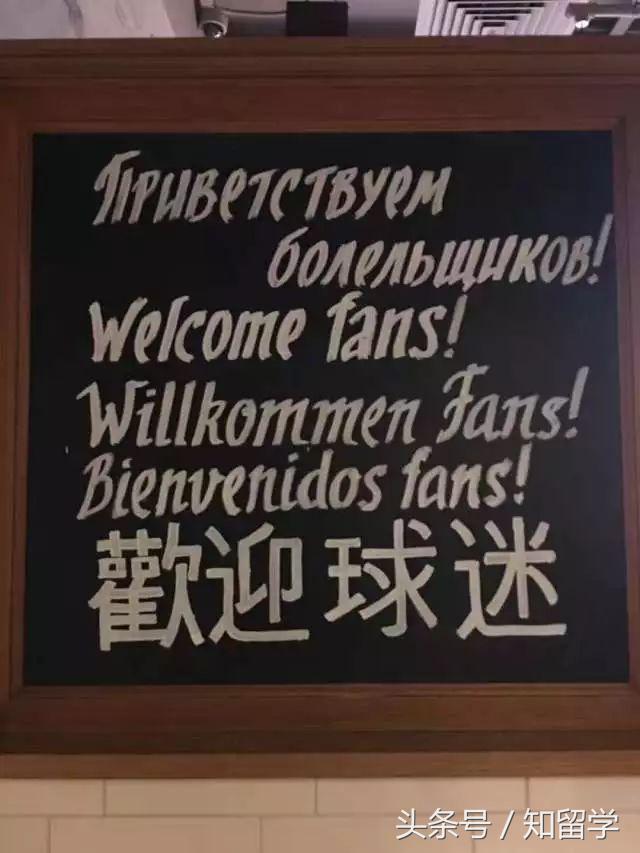 Приветствуем
болельщиков!
Welcome fans!
Willkommen Fans!
Bienvenidos fans!
歡迎球迷
头条号 / 知留学